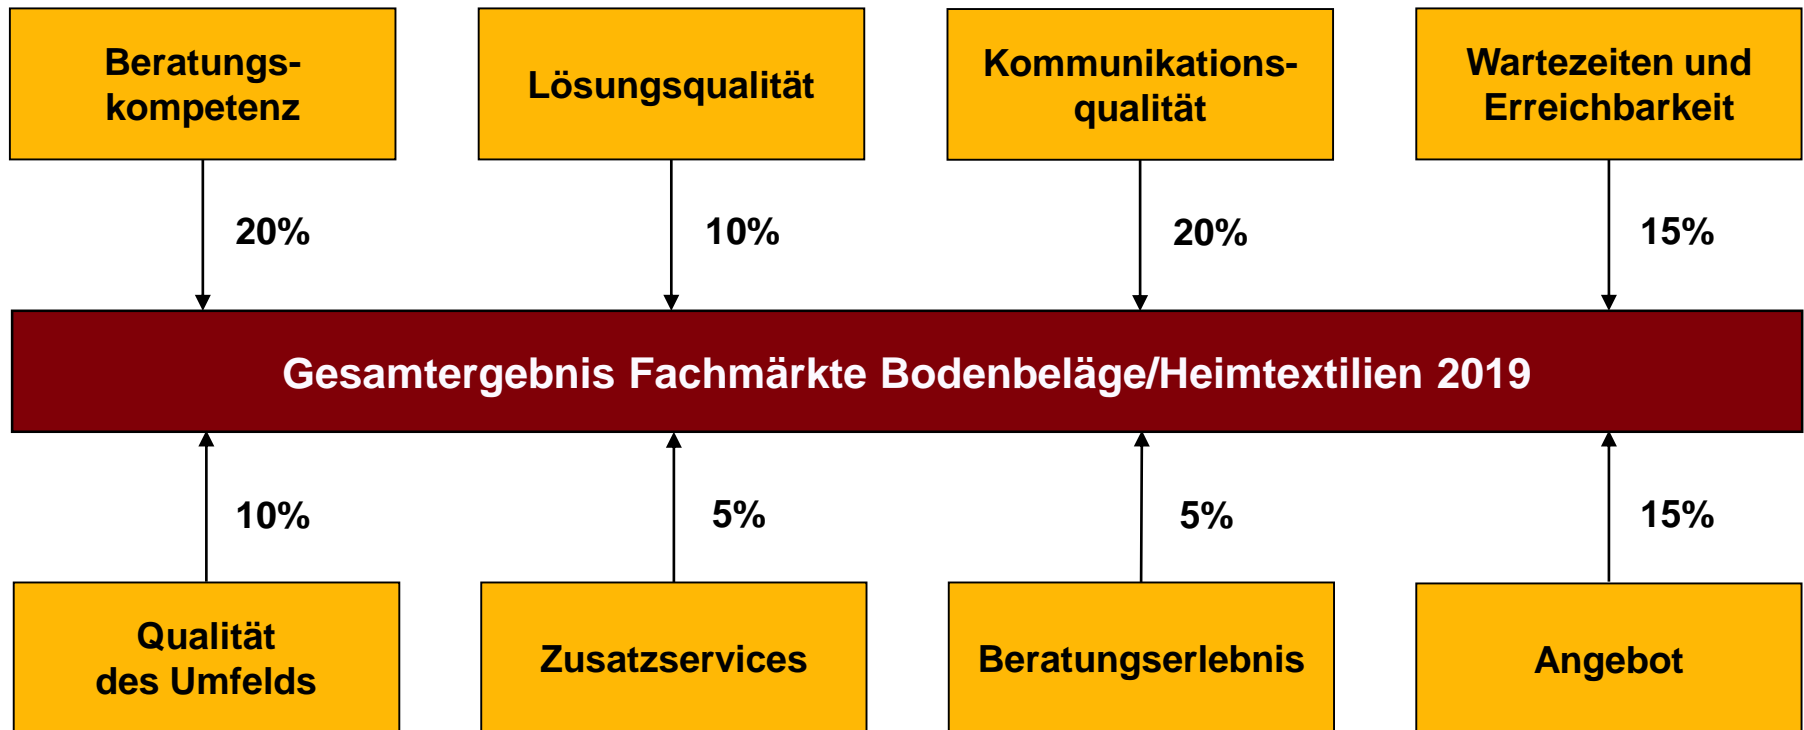 Beratungs-
kompetenz
Lösungsqualität
Kommunikations-
qualität
Wartezeiten und
Erreichbarkeit
20%
10%
20%
15%
Gesamtergebnis Fachmärkte Bodenbeläge/Heimtextilien 2019
10%
5%
5%
15%
Qualität
des Umfelds
Zusatzservices
Beratungserlebnis
Angebot